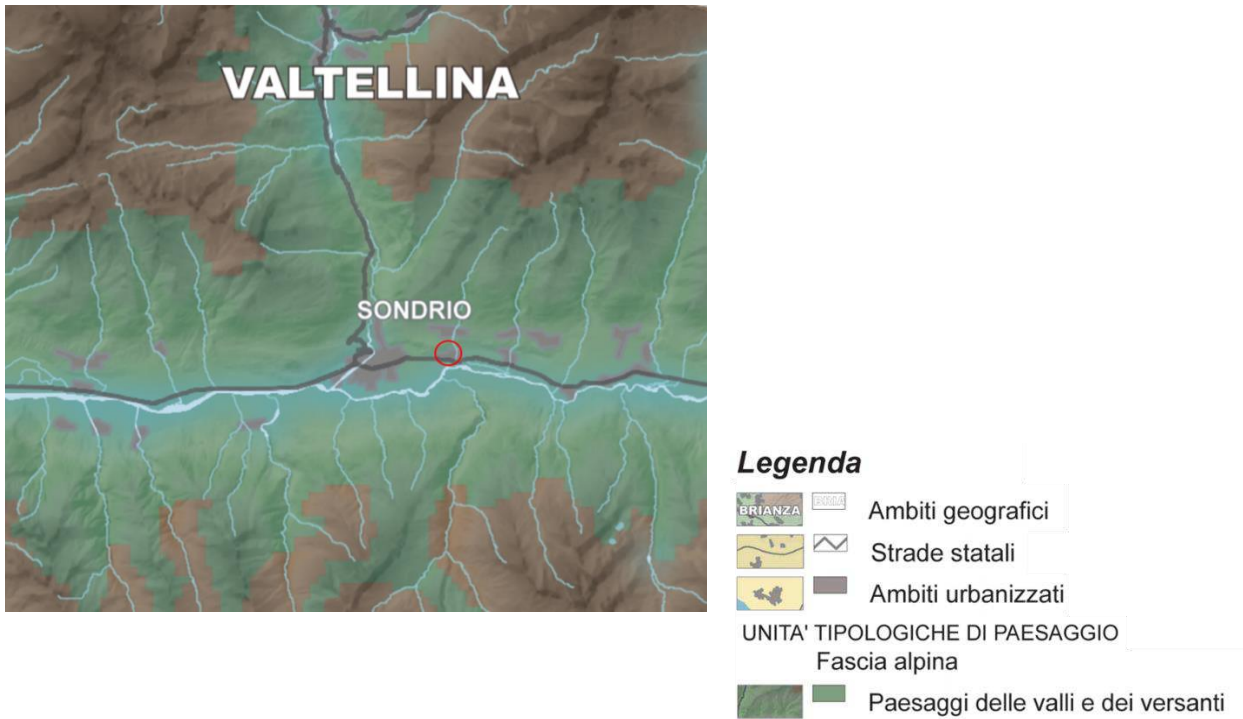 VALTELLINA
SONDRIO
Legenda
BRIANZA BRIA Ambiti geografici
Strade statali
Ambiti urbanizzati
UNITA' TIPOLOGICHE DI PAESAGGIO
Fascia alpina
Paesaggi delle valli e dei versanti